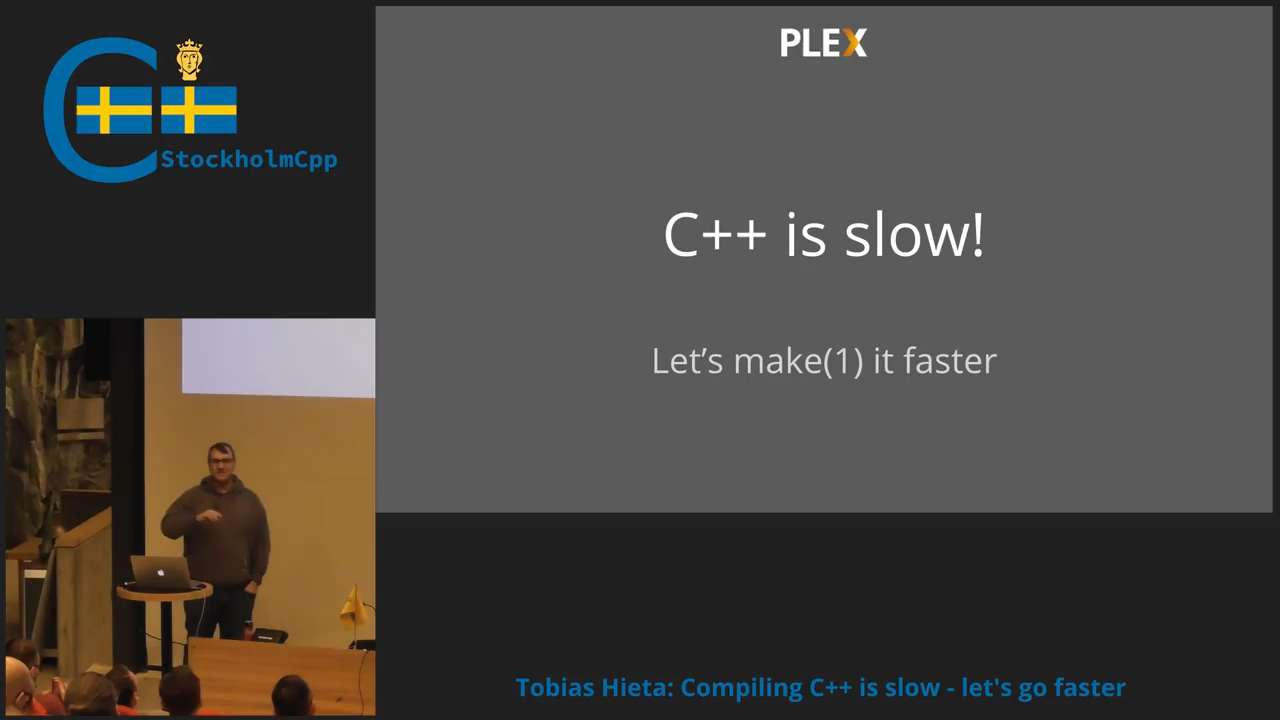 StockholmCpp
PLEX
C++ is slow!
Let’s make(1) it faster
Tobias Hieta: Compiling C++ is slow - let's go faster